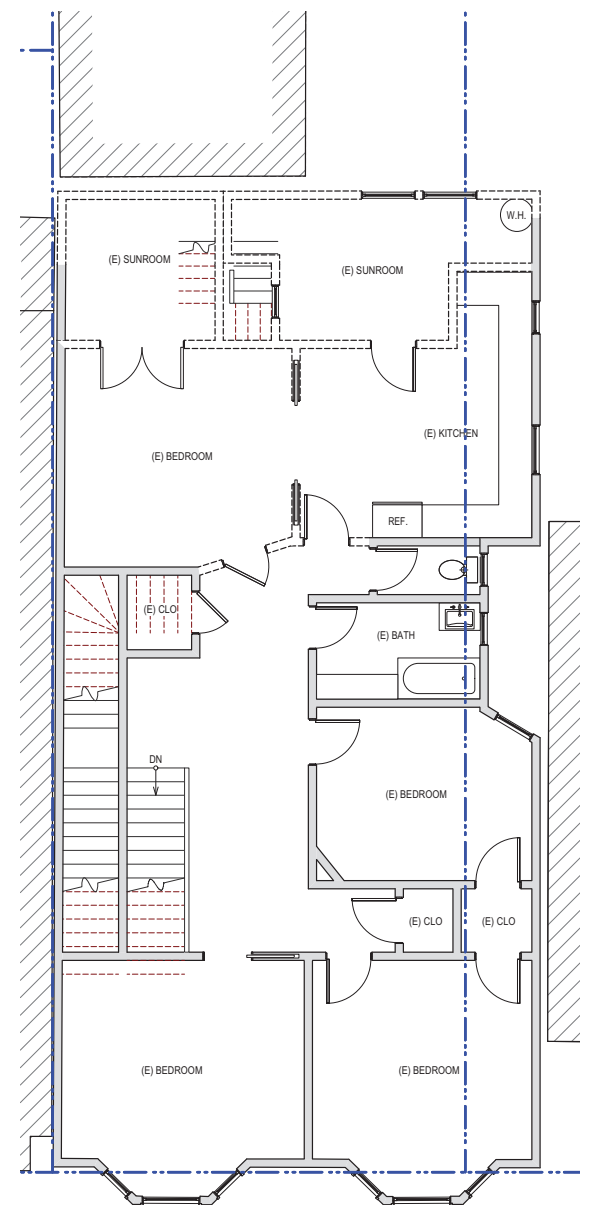 W.H.
(E) SUNROOM
(E) SUNROOM
(E) KITCHEN
(E) BEDROOM
REF.
(E) CLO
(E) BATH
DN
(E) BEDROOM
(E) CLO
(E) CLO
(E) BEDROOM
(E) BEDROOM